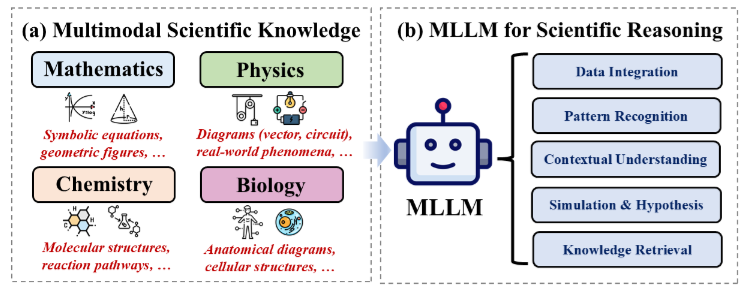 (a) Multimodal Scientific Knowledge
Mathematics
Symbolic equations,
geometric figures, …
Physics
Diagrams (vector, circuit),
real-world phenomena, …
Chemistry
Molecular structures,
reaction pathways, …
Biology
Anatomical diagrams,
cellular structures, …
(b) MLLM for Scientific Reasoning
MLLM
Data Integration
Pattern Recognition
Contextual Understanding
Simulation & Hypothesis
Knowledge Retrieval